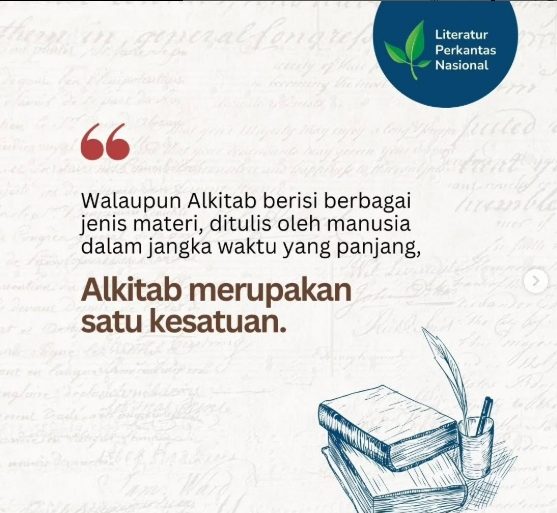 Literatur
Perkantas
Nasional
“
Walaupun Alkitab berisi berbagai
jenis materi, ditulis oleh manusia
dalam jangka waktu yang panjang,
Alkitab merupakan
satu kesatuan.